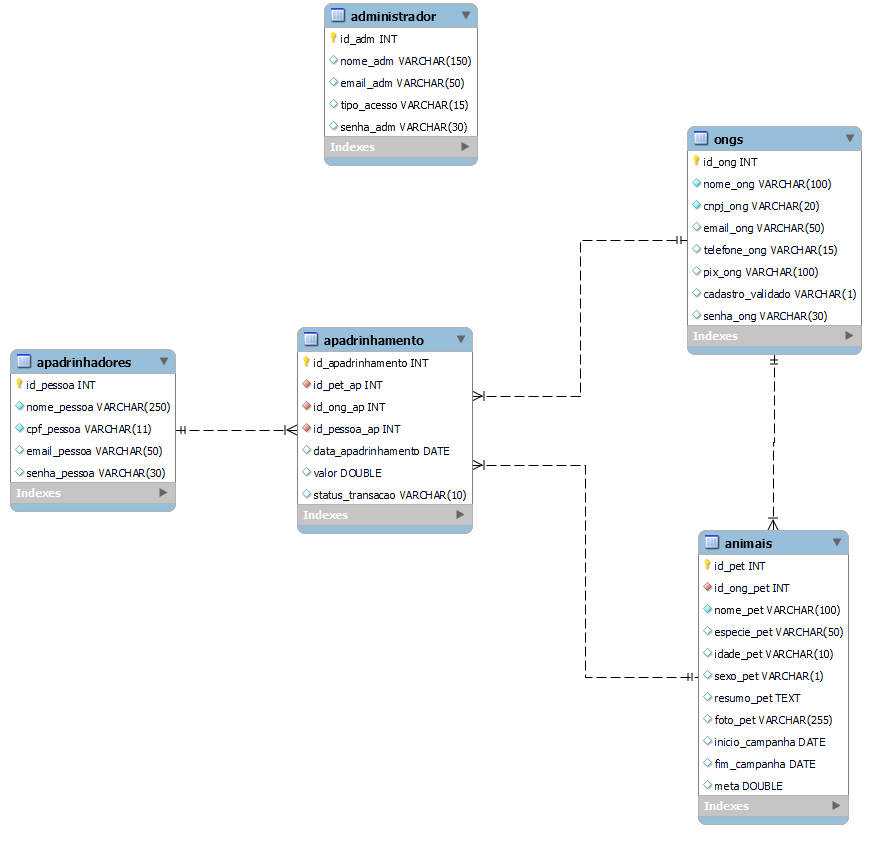 administrador
id_adm INT
nome_adm VARCHAR(150)
email_adm VARCHAR(50)
tipo_acesso VARCHAR(15)
senha_adm VARCHAR(30)
Indexes
ongs
id_ong INT
nome_ong VARCHAR(100)
cnpj_ong VARCHAR(20)
email_ong VARCHAR(50)
telefone_ong VARCHAR(15)
pix_ong VARCHAR(100)
cadastro_validado VARCHAR(1)
senha_ong VARCHAR(30)
Indexes
apadrinhadores
id_pessoa INT
nome_pessoa VARCHAR(250)
cpf_pessoa VARCHAR(11)
email_pessoa VARCHAR(50)
senha_pessoa VARCHAR(30)
Indexes
apadrinhamento
id_apadrinhamento INT
id_pet_ap INT
id_ong_ap INT
id_pessoa_ap INT
data_apadrinhamento DATE
valor DOUBLE
status_transacao VARCHAR(10)
Indexes
animais
id_pet INT
id_ong_pet INT
nome_pet VARCHAR(100)
especie_pet VARCHAR(50)
idade_pet VARCHAR(10)
sexo_pet VARCHAR(1)
resumo_pet TEXT
foto_pet VARCHAR(255)
inicio_campanha DATE
fim_campanha DATE
meta DOUBLE
Indexes